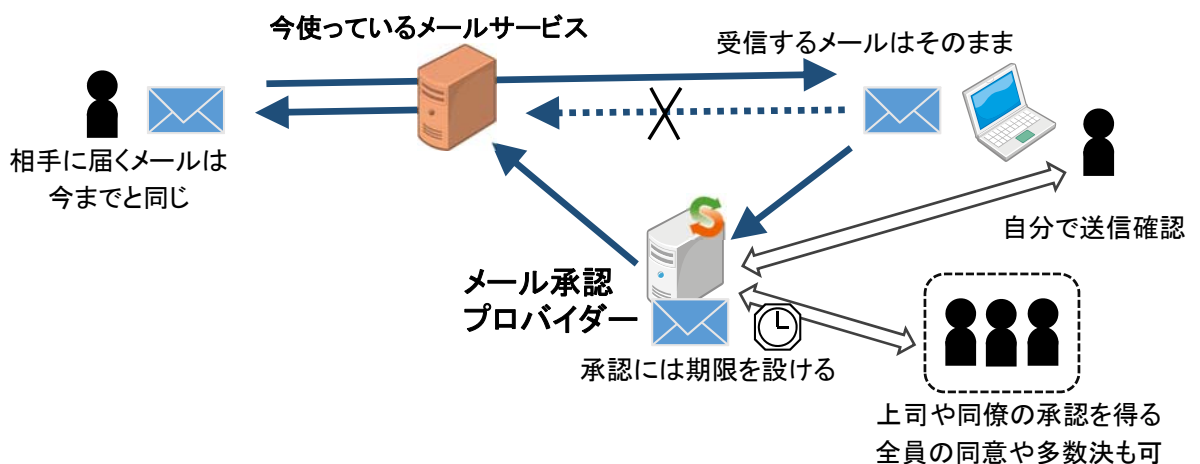 今使っているメールサービス
受信するメールはそのまま
相手に届くメールは
今までと同じ
自分で送信確認
メール承認
プロバイダー
承認には期限を設ける
上司や同僚の承認を得る
全員の同意や多数決も可